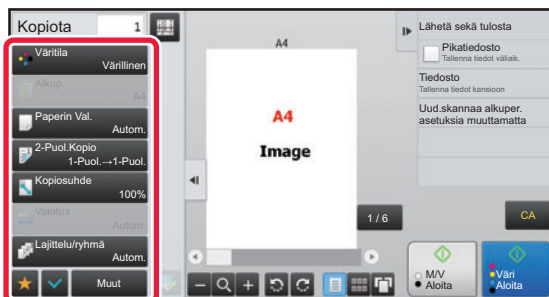 Kopiota 1
Väritila
Värillinen
Alkup.
A4
Paperin Val.
Autom.
2-Puol.Kopio
1-Puol.→1-Puol.
Kopiosuhde
100%
Valotus
Autom.
Lajittelu/ryhmä
Autom.
Muut
A4
A4
Image
1 / 6
Lähetä sekä tulosta
Pikatiedosto
Tallenna tiedot väliaik.
Tiedosto
Tallenna tiedot kansioon
Uud.skannaa alkuper.
asetuksia muuttamatta
CA
M/V
Aloita
Väri
Aloita